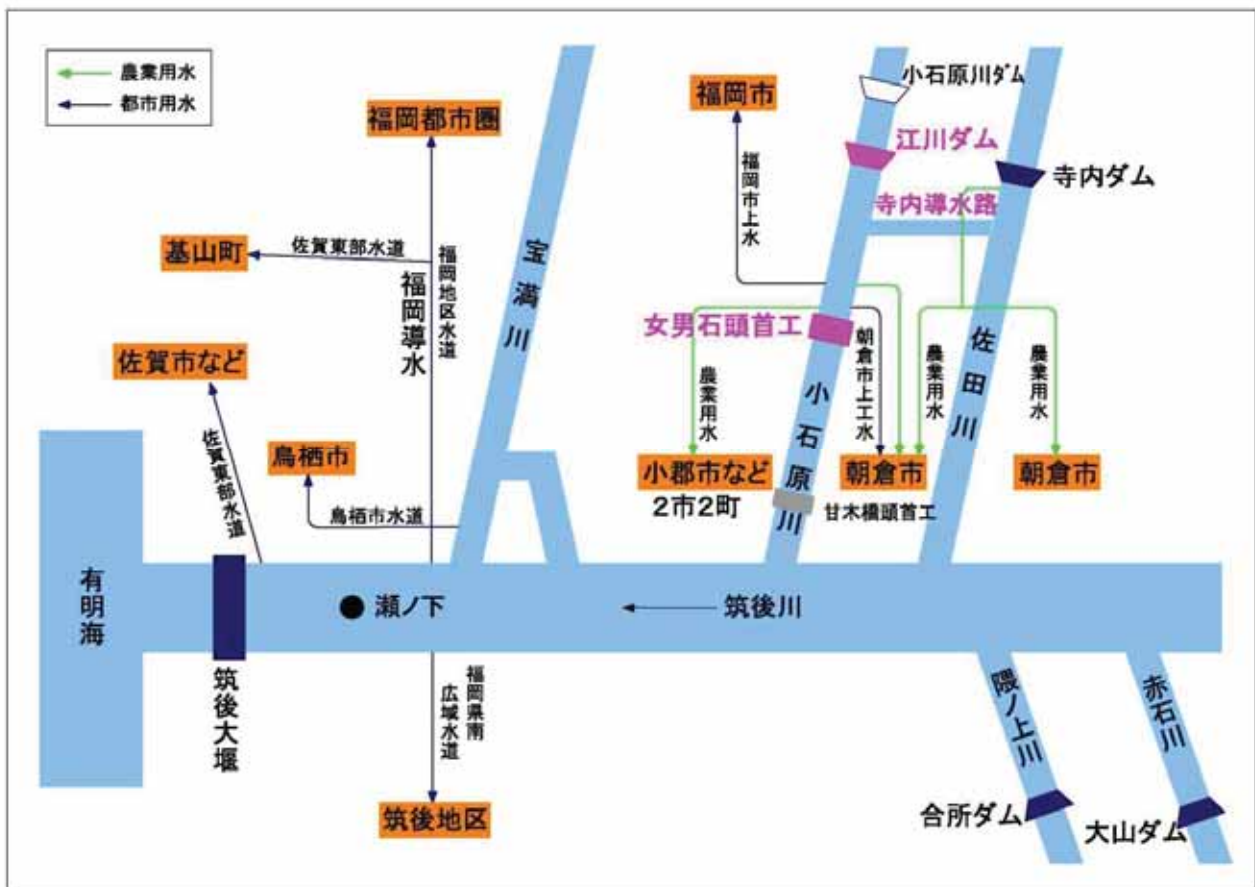 農業用水
都市用水
福岡都市圏
福岡市
小石原川ダム
江川ダム
寺内ダム
寺内導水路
福岡市上水
基山町
佐賀東部水道
福岡導水
福岡地区水道
宝満川
女男石頭首工
佐賀市など
佐賀東部水道
鳥栖市
鳥栖市水道
農業用水
小石原川
朝倉市上工水
農業用水
佐田川
農業用水
小郡市など
2市2町
朝倉市
甘木橋頭首工
朝倉市
有明海
瀬ノ下
筑後川
筑後大堰
福岡県南
広域水道
筑後地区
隈ノ上川
赤石川
合所ダム
大山ダム